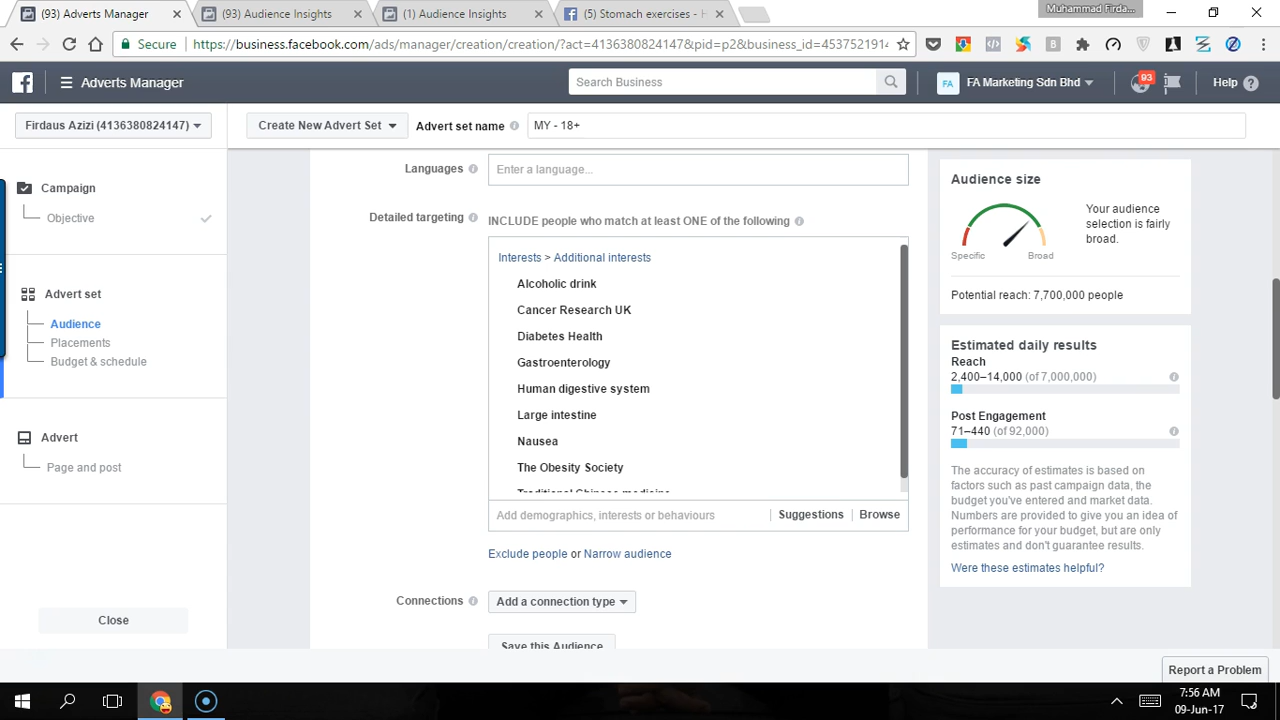 (93) Adverts Manager
(93) Audience Insights
(1) Audience Insights
(5) Stomach exercises - H
Muhammad Firda...
Secure
https://business.facebook.com/ads/manager/creation/creation/?act=4136380824147&pid=p2&business_id=453752191
Adverts Manager
Search Business
FA
FA Marketing Sdn Bhd
93
Help
Firdaus Azizi (4136380824147)
Create New Advert Set
Advert set name
MY - 18+
Campaign
Objective
Advert set
Audience
Placements
Budget & schedule
Advert
Page and post
Close
Languages
Enter a language...
Detailed targeting
INCLUDE people who match at least ONE of the following
Interests > Additional interests
Alcoholic drink
Cancer Research UK
Diabetes Health
Gastroenterology
Human digestive system
Large intestine
Nausea
The Obesity Society
Traditional Chinese medicine
Add demographics, interests or behaviours
Suggestions
Browse
Exclude people or Narrow audience
Connections
Add a connection type
Save this Audience
Audience size
Specific
Broad
Your audience
selection is fairly
broad.
Potential reach: 7,700,000 people
Estimated daily results
Reach
2,400–14,000 (of 7,000,000)
Post Engagement
71–440 (of 92,000)
The accuracy of estimates is based on
factors such as past campaign data, the
budget you've entered and market data.
Numbers are provided to give you an idea of
performance for your budget, but are only
estimates and don't guarantee results.
Were these estimates helpful?
Report a Problem
7:56 AM
09-Jun-17